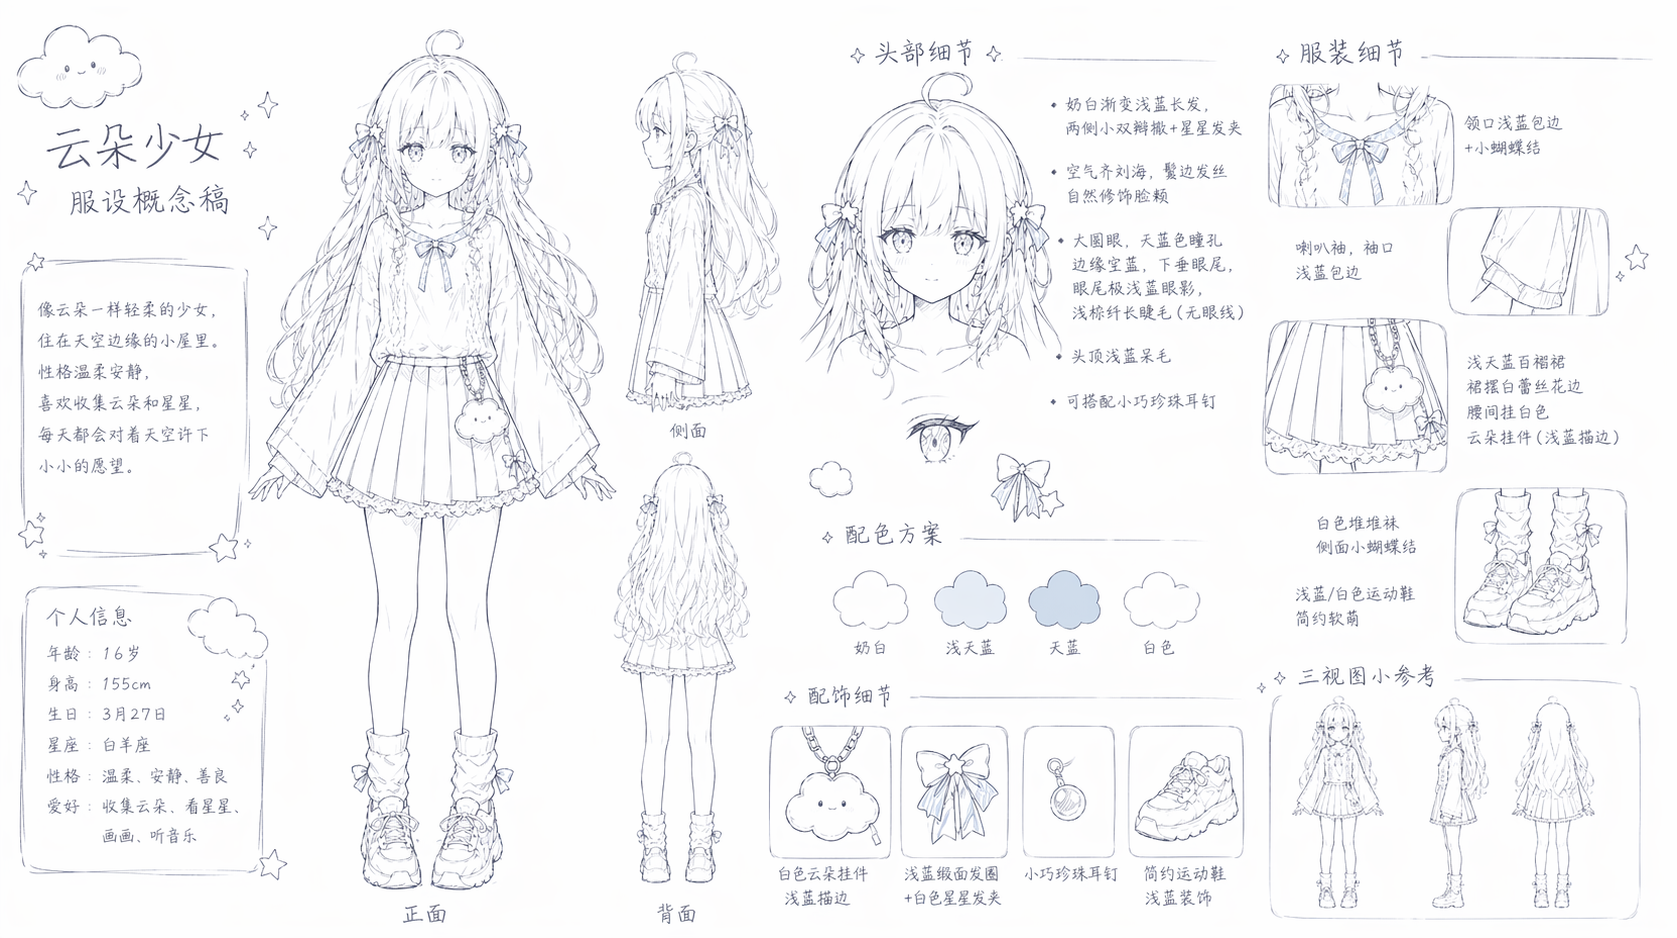 云朵少女
服设概念稿
像云朵一样轻柔的少女，
住在天空边缘的小屋里。
性格温柔安静，
喜欢收集云朵和星星，
每天都会对着天空许下
小小的愿望。
个人信息
年龄：16岁
身高：155cm
生日：3月27日
星座：白羊座
性格：温柔、安静、善良
爱好：收集云朵、看星星、
画画、听音乐
正面
侧面
背面
头部细节
奶白渐变浅蓝长发，
两侧小双辫撤+星星发夹
空气齐刘海，鬓边发丝
自然修饰脸颊
大圆眼，天蓝色瞳孔
边缘空蓝，下垂眼尾，
眼尾极浅蓝眼影，
浅棕纤长睫毛(无眼线)
头顶浅蓝呆毛
可搭配小巧珍珠耳钉
配色方案
奶白
浅天蓝
天蓝
白色
配饰细节
白色云朵挂件
浅蓝描边
浅蓝缎面发圈
+白色星星发夹
小巧珍珠耳钉
简约运动鞋
浅蓝装饰
服装细节
领口浅蓝包边
+小蝴蝶结
喇叭袖，袖口
浅蓝包边
浅天蓝百褶裙
裙摆白蕾丝花边
腰间挂白色
云朵挂件(浅蓝描边)
白色堆堆袜
侧面小蝴蝶结
浅蓝/白色运动鞋
简约软萌
三视图小参考